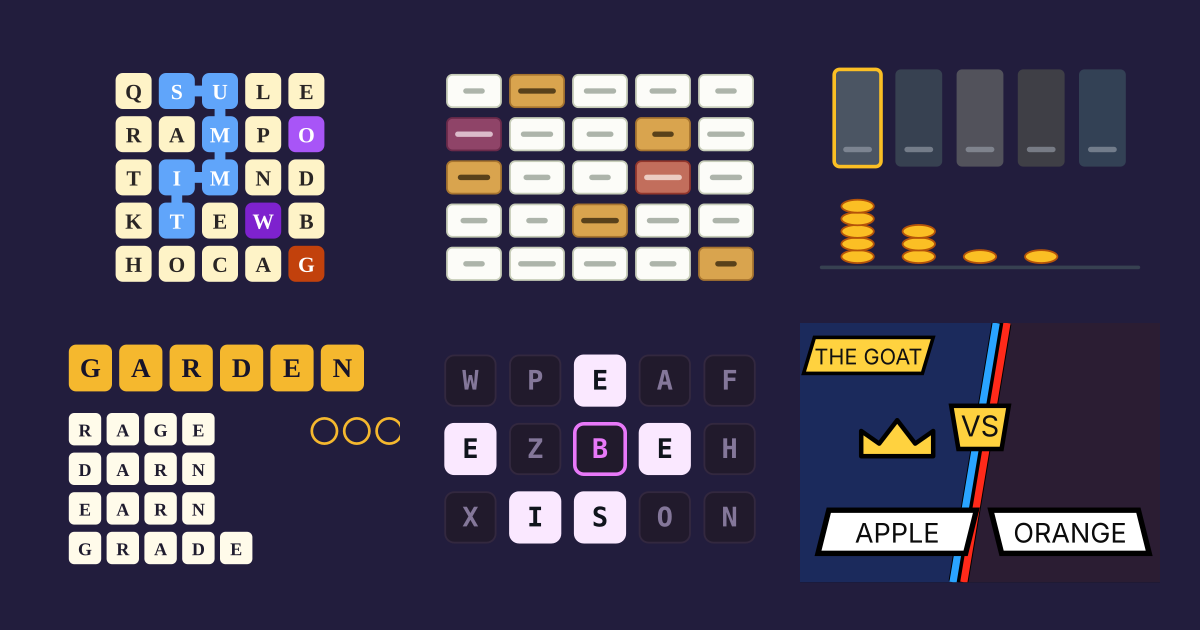 Q S U L E
R A M P O
T I M N D
K T E W B
H O C A G
GARDEN
RAGE
DARN
EARN
GRADE
W P E A F
E Z B E H
X I S O N
THE GOAT
VS
APPLE
ORANGE